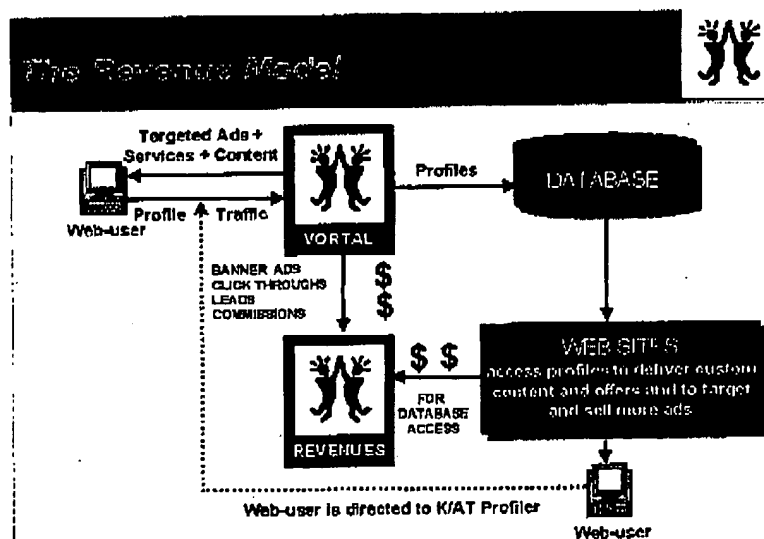 The Revenue Model
Targeted Ads +
Services + Content
Profile Traffic
Web-user
VORTAL
Profiles
DATABASE
BANNER ADS
CLICK THROUGHS
LEADS
COMMISSIONS
$
$
REVENUES
$ $
FOR
DATABASE
ACCESS
WEB SITES
access profiles to deliver custom
content and offers and to target
and sell more ads
Web-user is directed to K/AT Profiler
Web-user